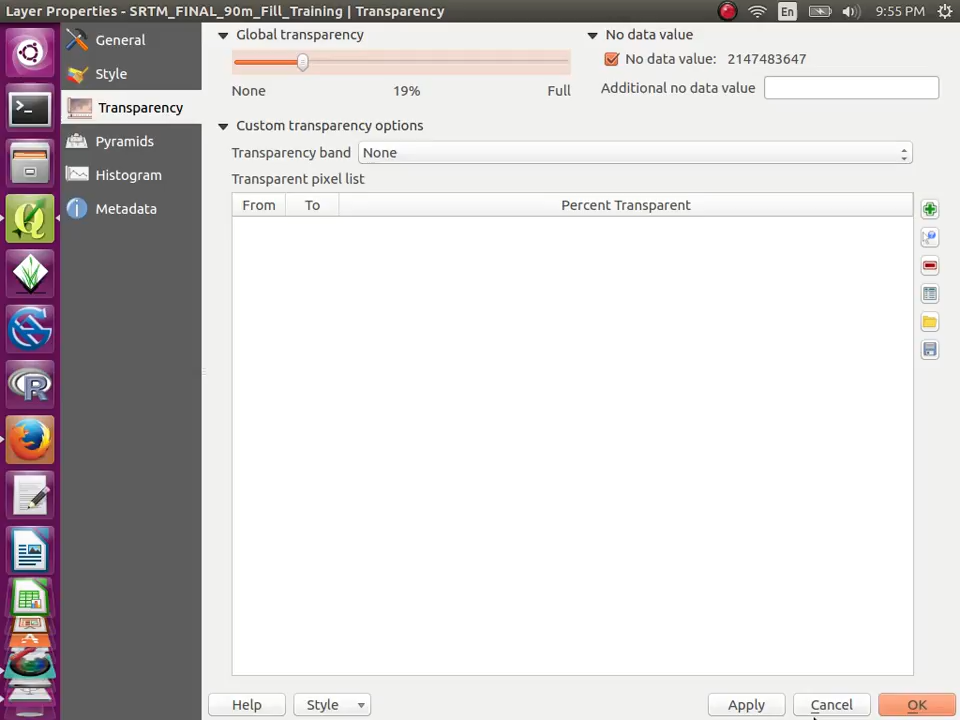 Layer Properties - SRTM_FINAL_90m_Fill_Training | Transparency
En
9:55 PM
General
Style
Transparency
Pyramids
Histogram
Metadata
Global transparency
None
19%
Full
No data value
No data value: 2147483647
Additional no data value
Custom transparency options
Transparency band
None
Transparent pixel list
From
To
Percent Transparent
Help
Style
Apply
Cancel
OK